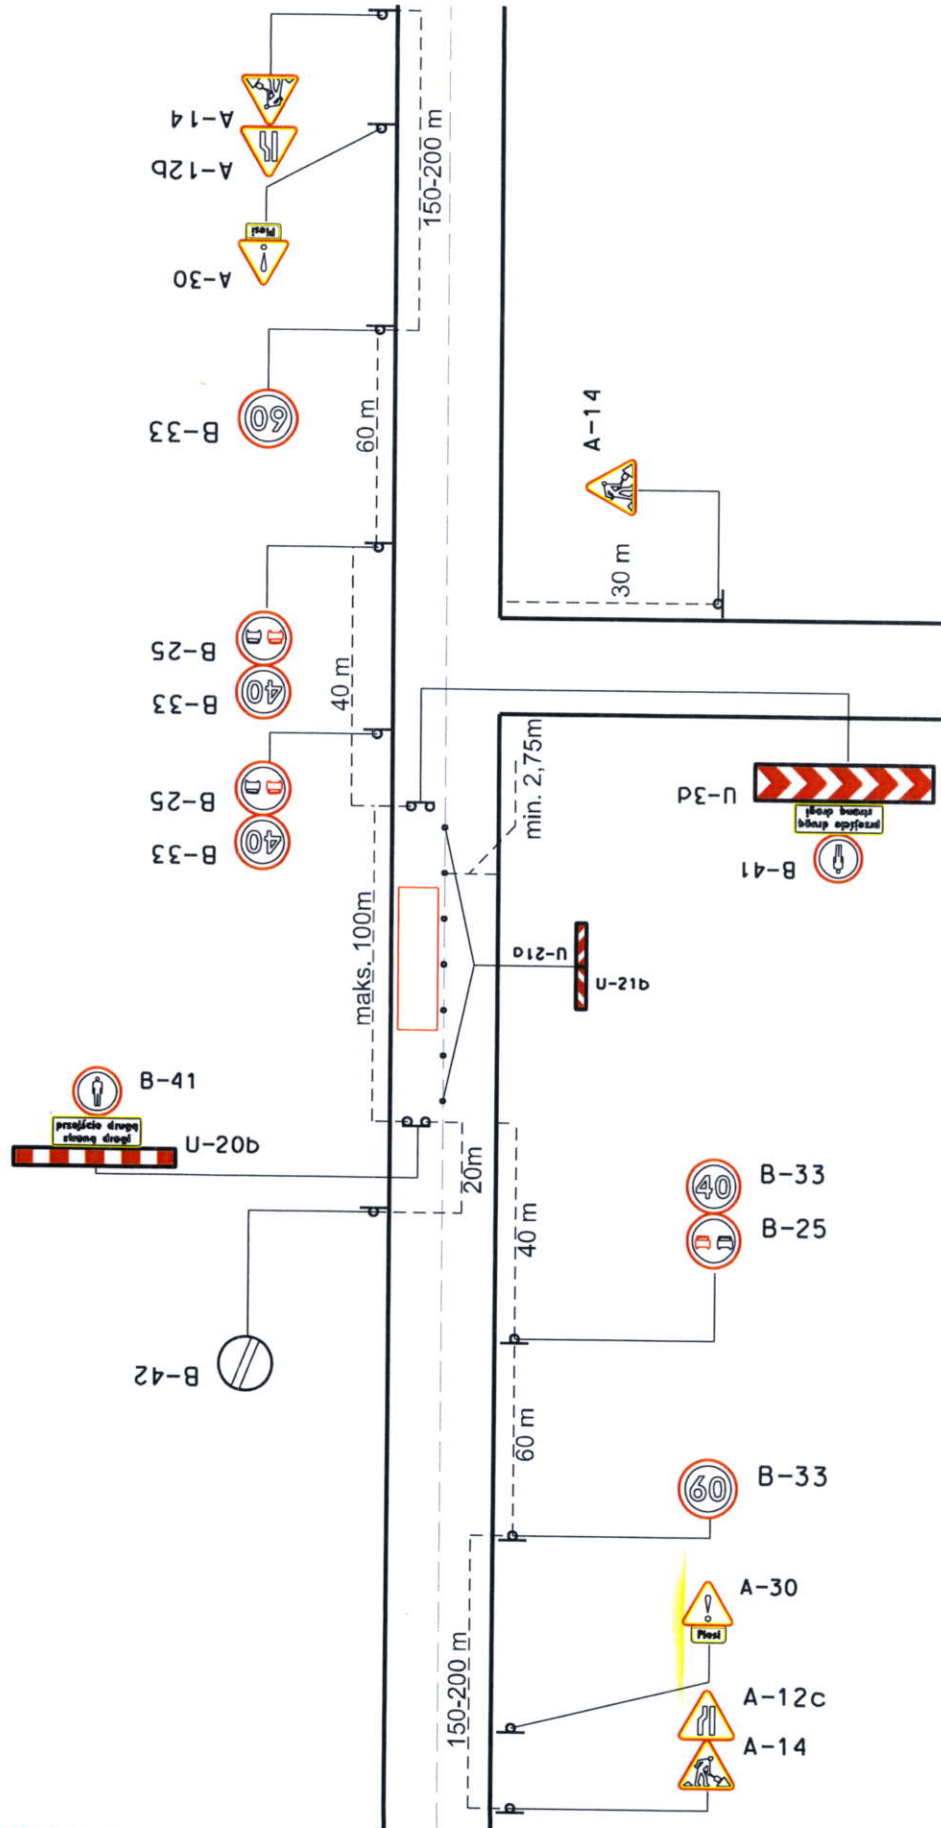 A-14
A-12b
Piesi
A-30
150-200 m
60
B-33
60 m
A-14
30 m
B-25
40
B-33
40 m
B-25
40
B-33
min. 2,75m
U-3d
przejście drugą
stroną drogi
B-41
maks. 100m
U-21a
U-21b
B-41
przejście drugą
stroną drogi
U-20b
20m
40 m
40
B-33
B-25
B-42
60 m
60
B-33
A-30
Piesi
150-200 m
A-12c
A-14